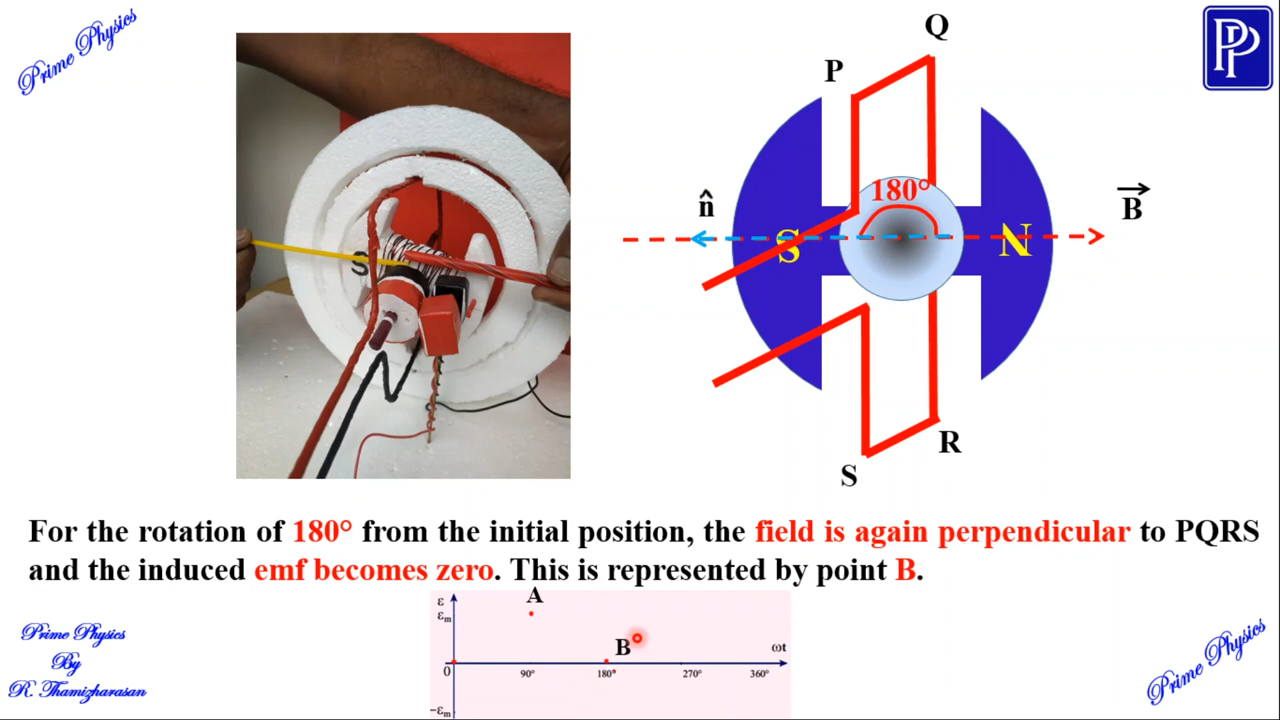 Prime Physics
PP
Q
P
180°
n̂
B⃗
S
N
S
R
S
For the rotation of 180° from the initial position, the field is again perpendicular to PQRS
and the induced emf becomes zero. This is represented by point B.
A
ε
εₘ
B
ωt
0
90°
180°
270°
360°
−εₘ
Prime Physics
By
R. Thamizharasan
Prime Physics